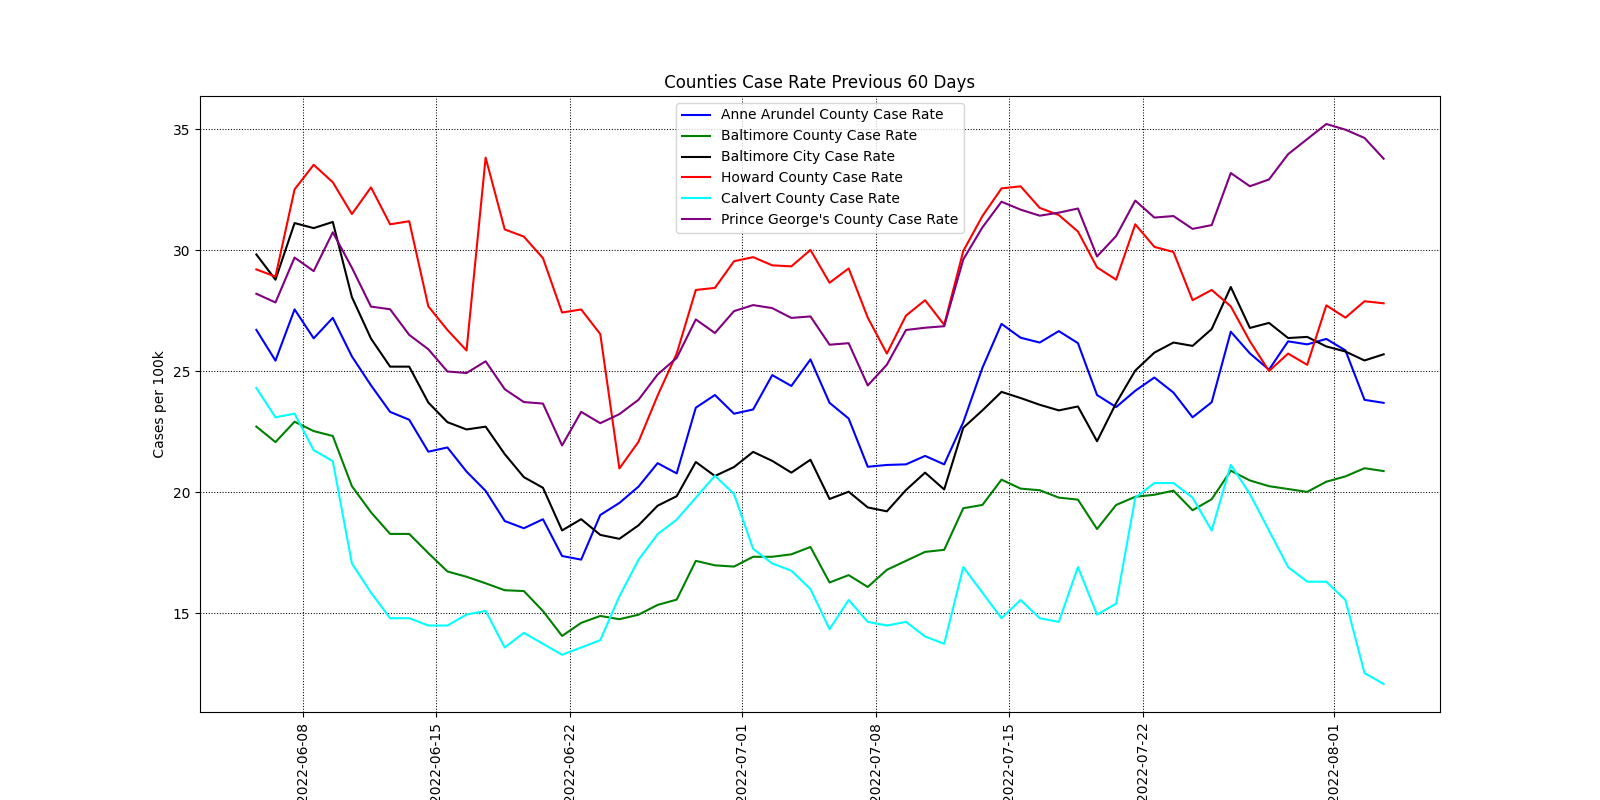 Counties Case Rate Previous 60 Days
Anne Arundel County Case Rate
Baltimore County Case Rate
Baltimore City Case Rate
Howard County Case Rate
Calvert County Case Rate
Prince George's County Case Rate
Cases per 100k
35
30
25
20
15
2022-06-08
2022-06-15
2022-06-22
2022-07-01
2022-07-08
2022-07-15
2022-07-22
2022-08-01